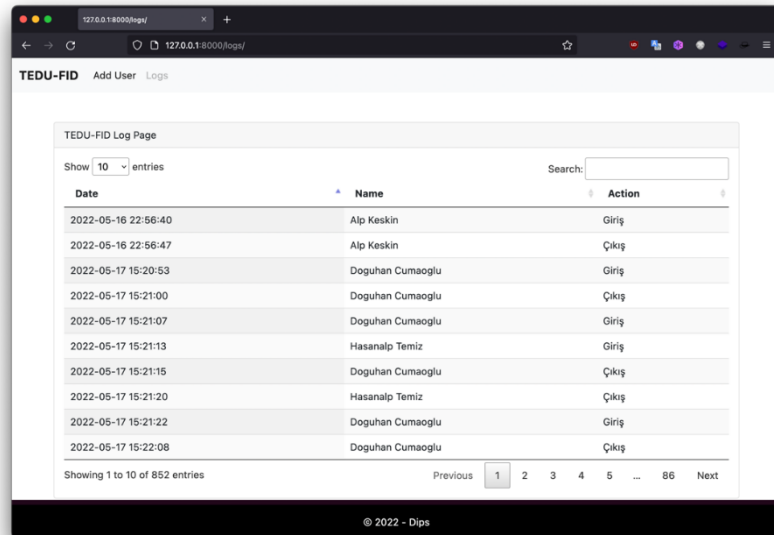 127.0.0.1:8000/logs/
127.0.0.1:8000/logs/
TEDU-FID Add User Logs
TEDU-FID Log Page
Show 10 entries Search:
Date Name Action
2022-05-16 22:56:40 Alp Keskin Giriş
2022-05-16 22:56:47 Alp Keskin Çıkış
2022-05-17 15:20:53 Doguhan Cumaoglu Giriş
2022-05-17 15:21:00 Doguhan Cumaoglu Çıkış
2022-05-17 15:21:07 Doguhan Cumaoglu Giriş
2022-05-17 15:21:13 Hasanalp Temiz Giriş
2022-05-17 15:21:15 Doguhan Cumaoglu Çıkış
2022-05-17 15:21:20 Hasanalp Temiz Çıkış
2022-05-17 15:21:22 Doguhan Cumaoglu Giriş
2022-05-17 15:22:08 Doguhan Cumaoglu Çıkış
Showing 1 to 10 of 852 entries Previous 1 2 3 4 5 … 86 Next
© 2022 - Dips